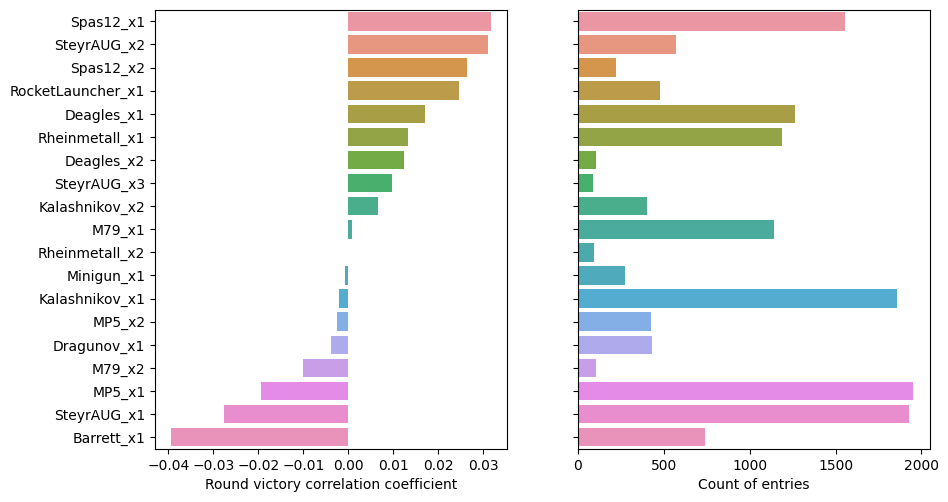 Spas12_x1
SteyrAUG_x2
Spas12_x2
RocketLauncher_x1
Deagles_x1
Rheinmetall_x1
Deagles_x2
SteyrAUG_x3
Kalashnikov_x2
M79_x1
Rheinmetall_x2
Minigun_x1
Kalashnikov_x1
MP5_x2
Dragunov_x1
M79_x2
MP5_x1
SteyrAUG_x1
Barrett_x1
−0.04 −0.03 −0.02 −0.01 0.00 0.01 0.02 0.03
Round victory correlation coefficient
0 500 1000 1500 2000
Count of entries